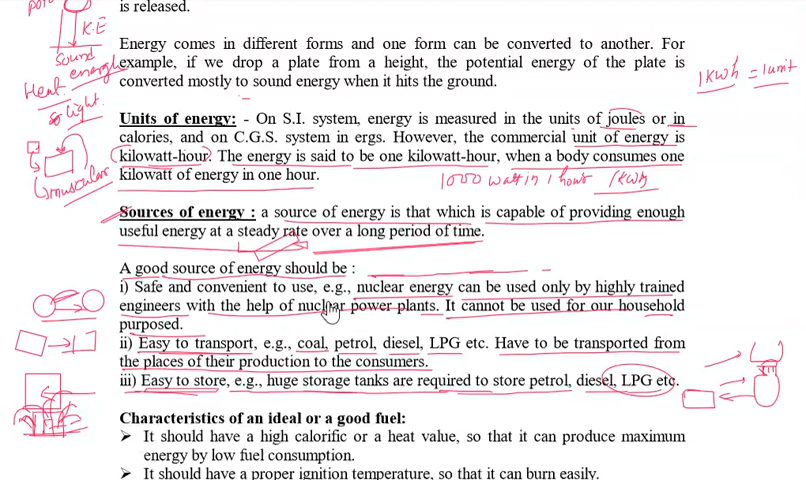 is released.
K.E
Sound
energy
Heat
& light
muscular
Energy comes in different forms and one form can be converted to another. For
example, if we drop a plate from a height, the potential energy of the plate is
converted mostly to sound energy when it hits the ground.
1kwh = 1unit
Units of energy: - On S.I. system, energy is measured in the units of joules or in
calories, and on C.G.S. system in ergs. However, the commercial unit of energy is
kilowatt-hour. The energy is said to be one kilowatt-hour, when a body consumes one
kilowatt of energy in one hour.
1000 watt in 1 hour 1kwh
Sources of energy : a source of energy is that which is capable of providing enough
useful energy at a steady rate over a long period of time.
A good source of energy should be :
i) Safe and convenient to use, e.g., nuclear energy can be used only by highly trained
engineers with the help of nuclear power plants. It cannot be used for our household
purposed.
ii) Easy to transport, e.g., coal, petrol, diesel, LPG etc. Have to be transported from
the places of their production to the consumers.
iii) Easy to store, e.g., huge storage tanks are required to store petrol, diesel, LPG etc.
Characteristics of an ideal or a good fuel:
➢ It should have a high calorific or a heat value, so that it can produce maximum
energy by low fuel consumption.
➢ It should have a proper ignition temperature, so that it can burn easily.